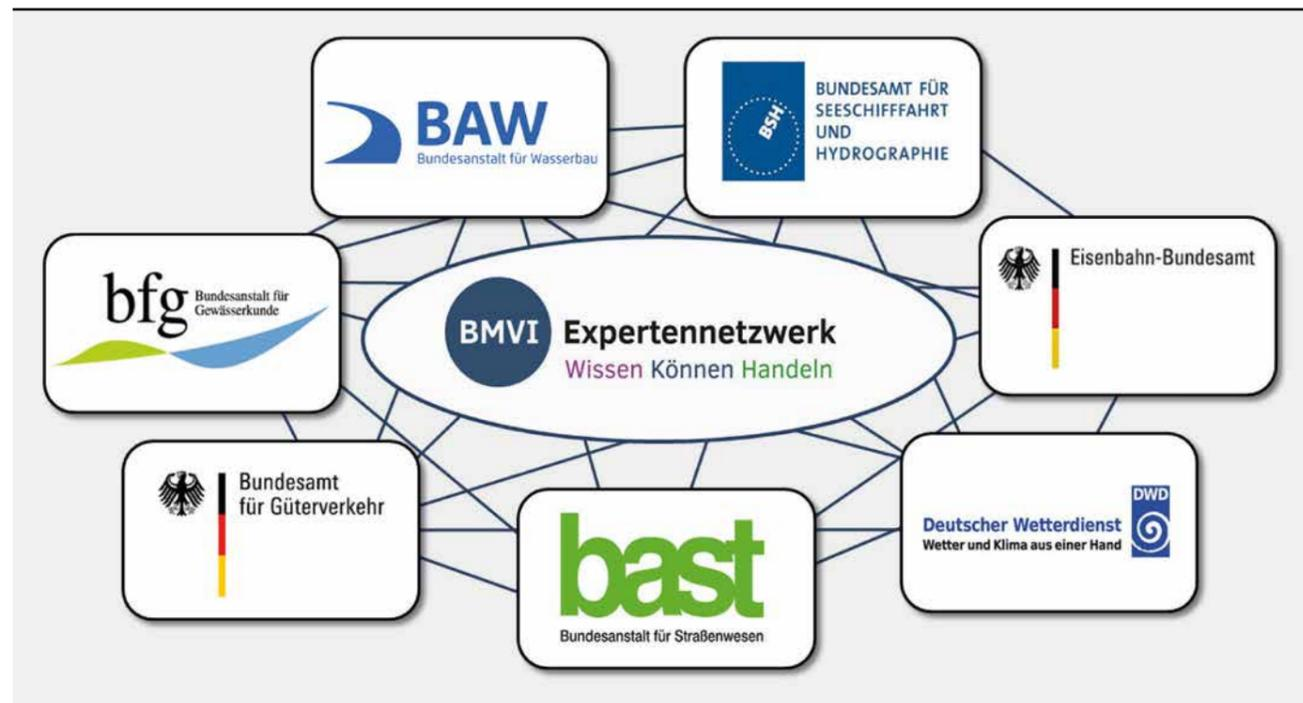 BAW
Bundesanstalt für Wasserbau
BSH
BUNDESAMT FÜR
SEESCHIFFFAHRT
UND
HYDROGRAPHIE
bfg
Bundesanstalt für
Gewässerkunde
BMVI Expertennetzwerk
Wissen Können Handeln
Eisenbahn-Bundesamt
Bundesamt
für Güterverkehr
bast
Bundesanstalt für Straßenwesen
DWD
Deutscher Wetterdienst
Wetter und Klima aus einer Hand